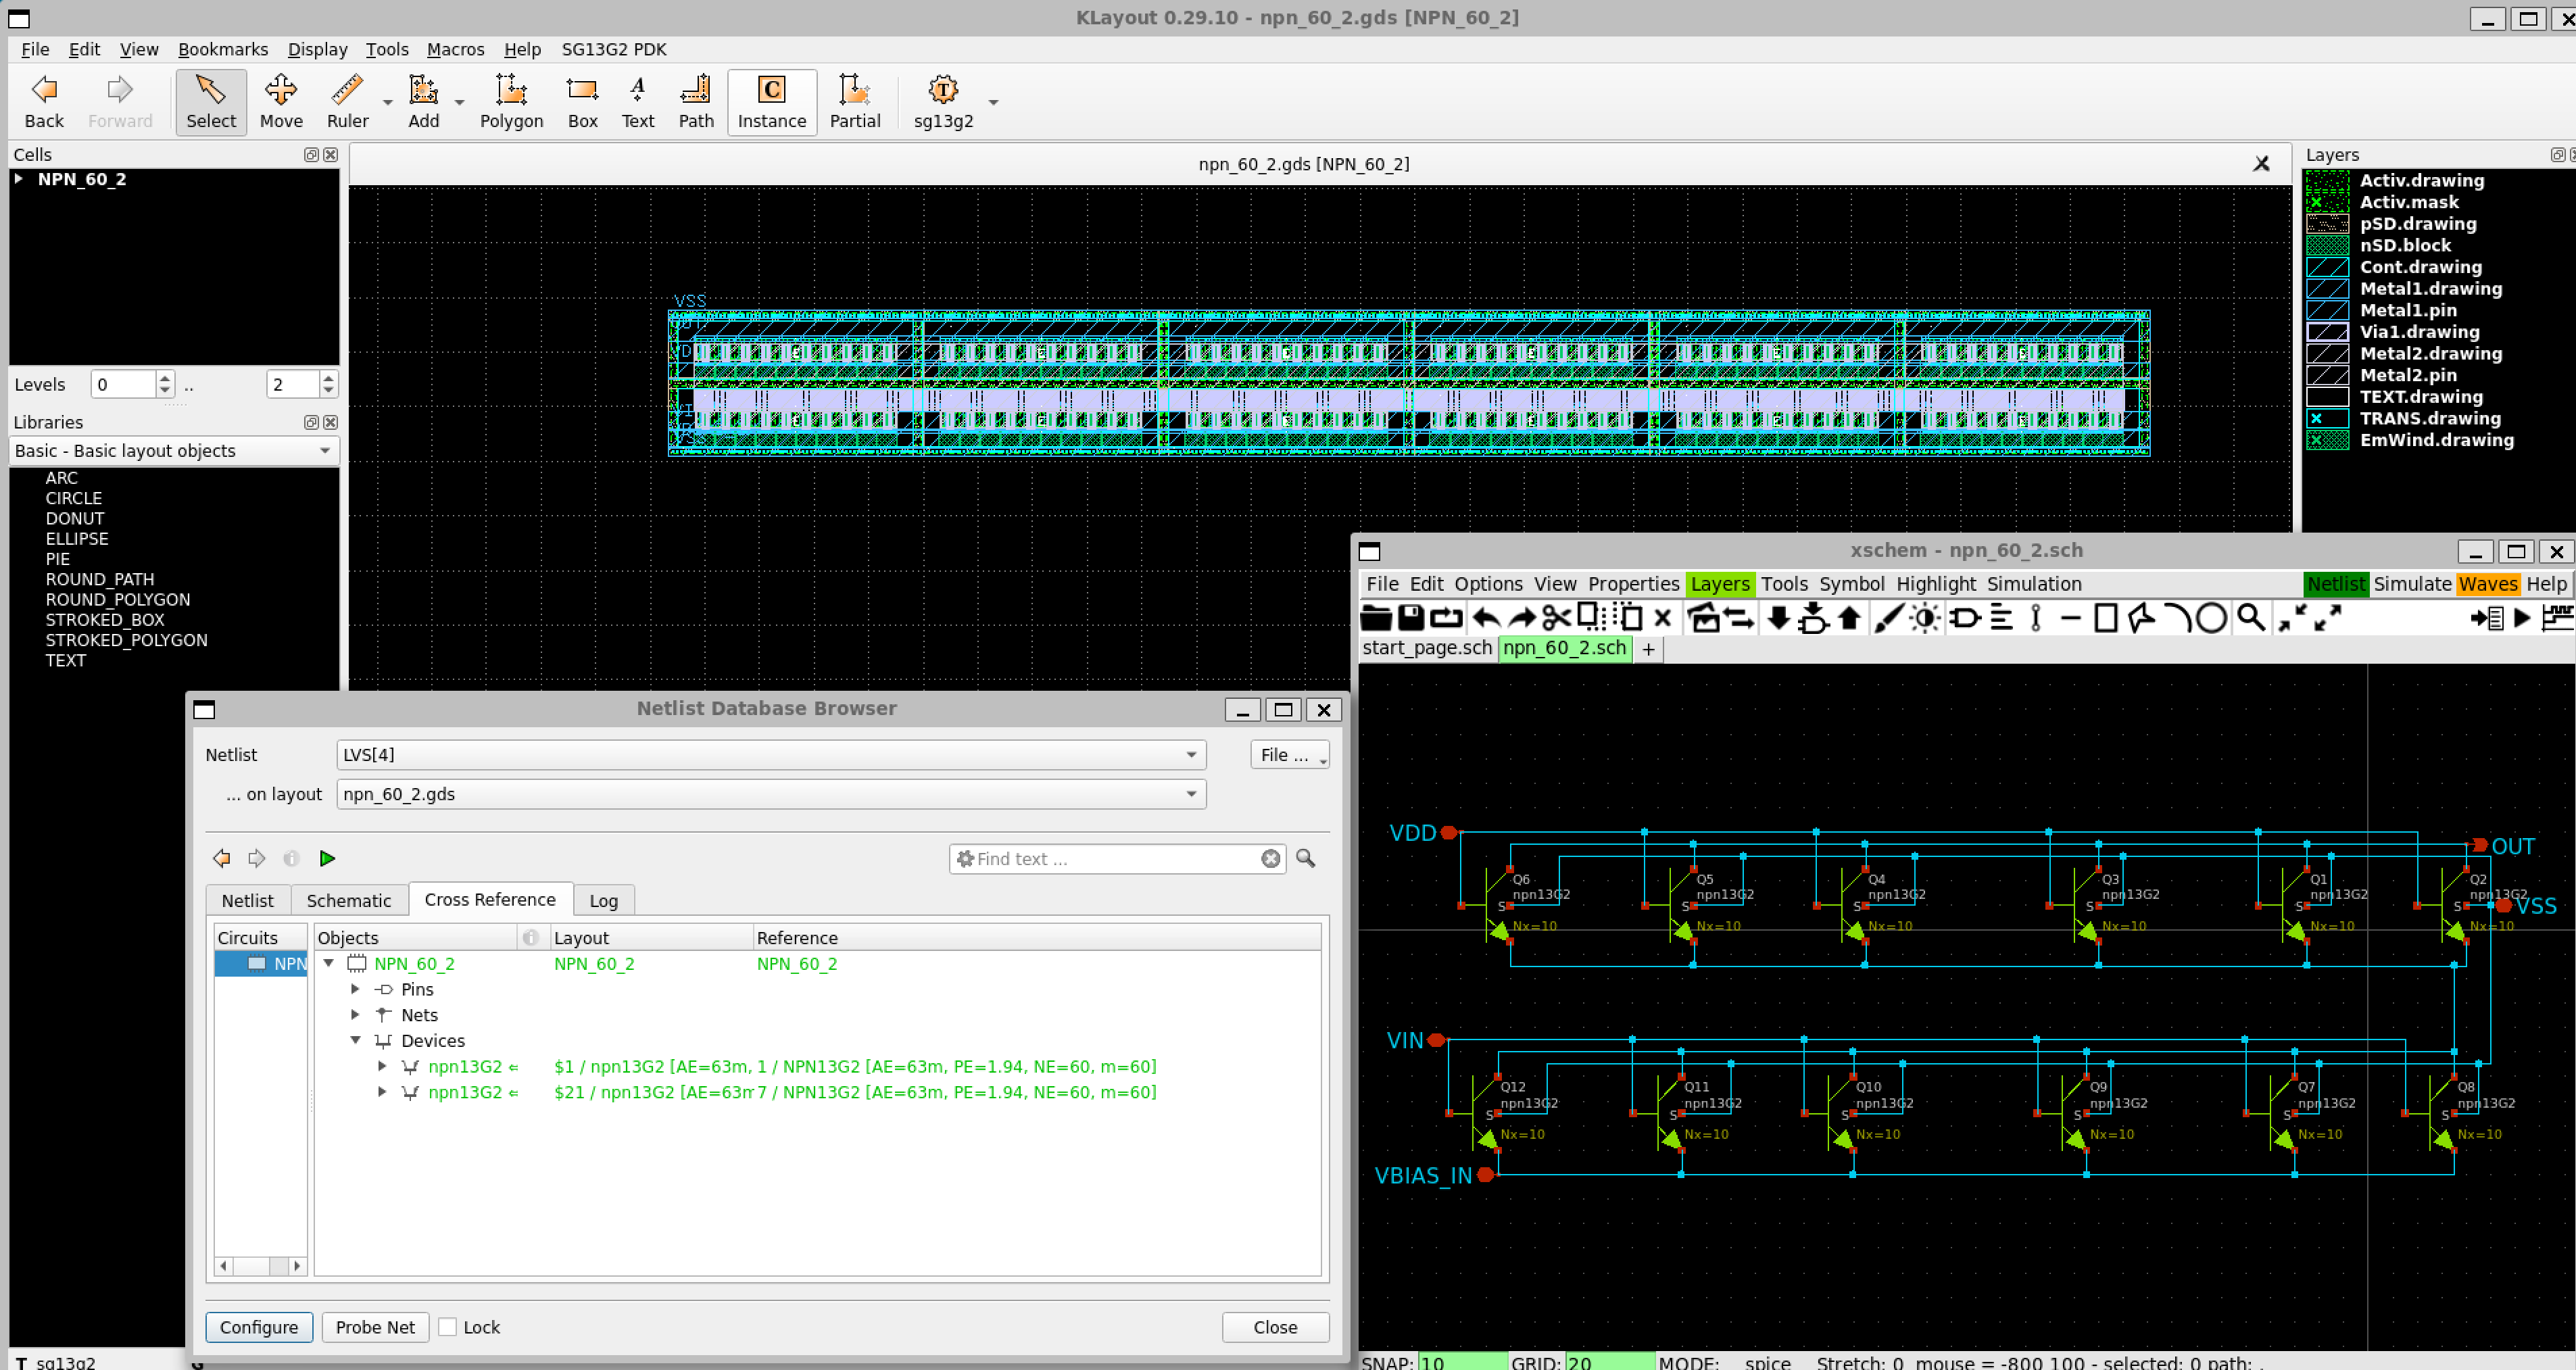 KLayout 0.29.10 - npn_60_2.gds [NPN_60_2]
File Edit View Bookmarks Display Tools Macros Help SG13G2 PDK
Back Forward Select Move Ruler Add Polygon Box Text Path Instance Partial sg13g2
Cells
NPN_60_2
Levels 0 .. 2
Libraries
Basic - Basic layout objects
ARC
CIRCLE
DONUT
ELLIPSE
PIE
ROUND_PATH
ROUND_POLYGON
STROKED_BOX
STROKED_POLYGON
TEXT
T sg13g2
npn_60_2.gds [NPN_60_2]
VSS
VSS
Layers
Activ.drawing
Activ.mask
pSD.drawing
nSD.block
Cont.drawing
Metal1.drawing
Metal1.pin
Via1.drawing
Metal2.drawing
Metal2.pin
TEXT.drawing
TRANS.drawing
EmWind.drawing
Netlist Database Browser
Netlist LVS[4] File ...
... on layout npn_60_2.gds
Find text ...
Netlist Schematic Cross Reference Log
Circuits Objects Layout Reference
NPN NPN_60_2 NPN_60_2 NPN_60_2
Pins
Nets
Devices
npn13G2 ⇐ $1 / npn13G2 [AE=63m, 1 / NPN13G2 [AE=63m, PE=1.94, NE=60, m=60]
npn13G2 ⇐ $21 / npn13G2 [AE=63m 7 / NPN13G2 [AE=63m, PE=1.94, NE=60, m=60]
Configure Probe Net Lock Close
xschem - npn_60_2.sch
File Edit Options View Properties Layers Tools Symbol Highlight Simulation Netlist Simulate Waves Help
start_page.sch npn_60_2.sch +
VDD
OUT
Q6 Q5 Q4 Q3 Q1 Q2
npn13G2 npn13G2 npn13G2 npn13G2 npn13G2 npn13G2
S S S S S S VSS
Nx=10 Nx=10 Nx=10 Nx=10 Nx=10 Nx=10
VIN
Q12 Q11 Q10 Q9 Q7 Q8
npn13G2 npn13G2 npn13G2 npn13G2 npn13G2 npn13G2
S S S S S S
Nx=10 Nx=10 Nx=10 Nx=10 Nx=10 Nx=10
VBIAS_IN
SNAP: 10 GRID: 20 MODE: spice Stretch: 0 mouse = -800 100 - selected: 0 path: .